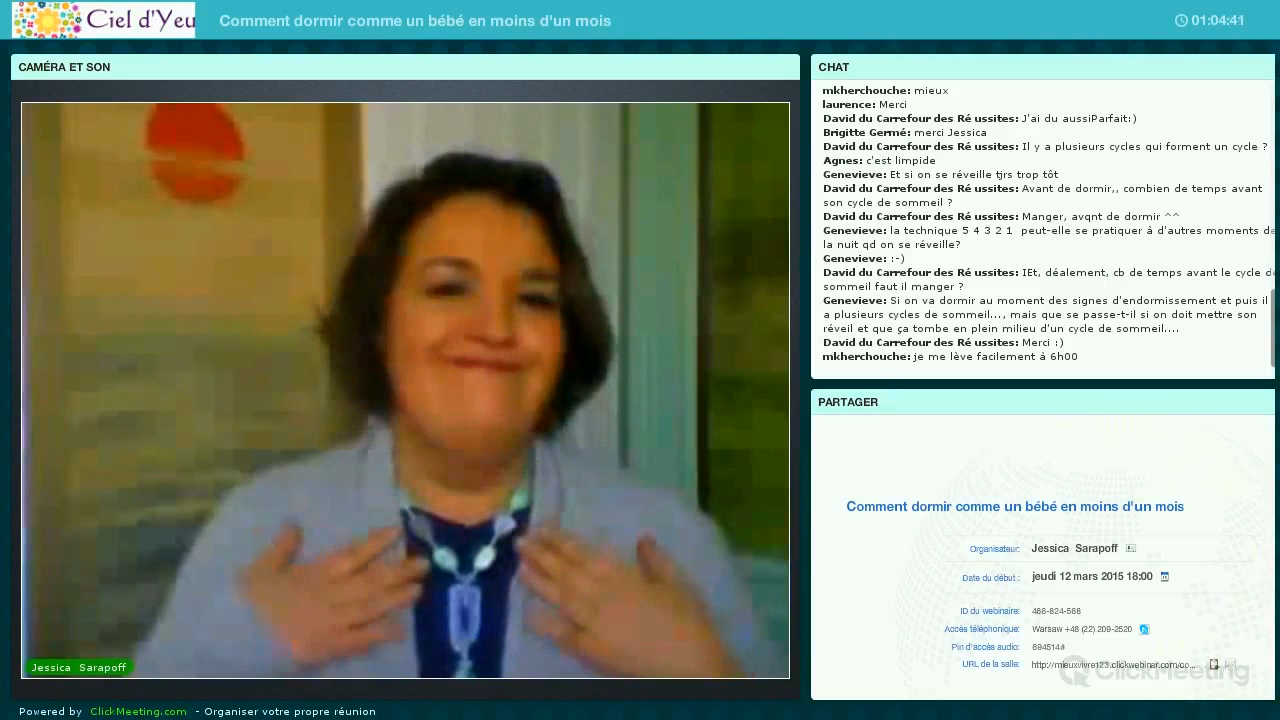 Ciel d'Yeu
Comment dormir comme un bébé en moins d'un mois
01:04:41
CAMÉRA ET SON
Jessica Sarapoff
CHAT
mkherchouche: mieux
laurence: Merci
David du Carrefour des Ré ussites: J'ai du aussiParfait:)
Brigitte Germé: merci Jessica
David du Carrefour des Ré ussites: Il y a plusieurs cycles qui forment un cycle ?
Agnes: c'est limpide
Genevieve: Et si on se réveille tjrs trop tôt
David du Carrefour des Ré ussites: Avant de dormir,, combien de temps avant
son cycle de sommeil ?
David du Carrefour des Ré ussites: Manger, avqnt de dormir ^^
Genevieve: la technique 5 4 3 2 1 peut-elle se pratiquer à d'autres moments de
la nuit qd on se réveille?
Genevieve: :-)
David du Carrefour des Ré ussites: IEt, déalement, cb de temps avant le cycle d
sommeil faut il manger ?
Genevieve: Si on va dormir au moment des signes d'endormissement et puis il
a plusieurs cycles de sommeil..., mais que se passe-t-il si on doit mettre son
réveil et que ça tombe en plein milieu d'un cycle de sommeil....
David du Carrefour des Ré ussites: Merci :)
mkherchouche: je me lève facilement à 6h00
PARTAGER
Comment dormir comme un bébé en moins d'un mois
Organisateur: Jessica Sarapoff
Date du début : jeudi 12 mars 2015 18:00
ID du webinaire: 466-824-568
Accès téléphonique: Warsaw +48 (22) 209-2520
Pin d'accès audio: 694514#
URL de la salle: http://mieuxvivre123.clickwebinar.com/co...
ClickMeeting
Powered by ClickMeeting.com - Organiser votre propre réunion